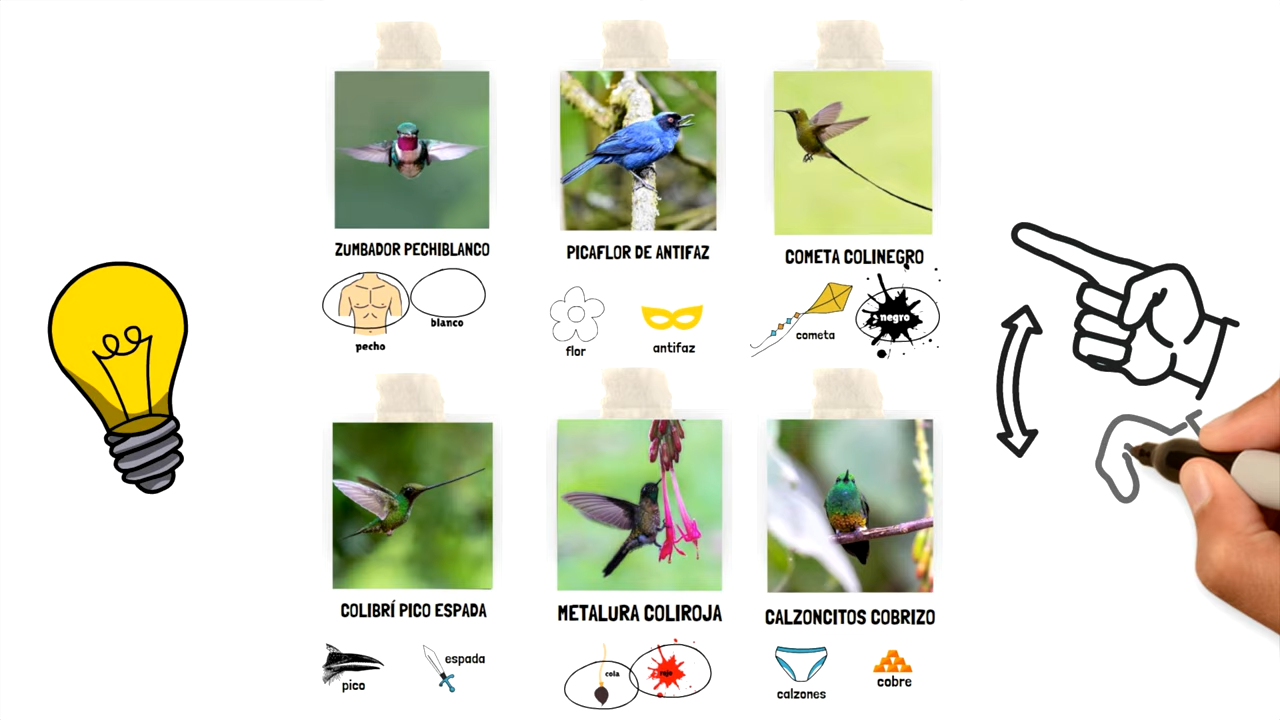 ZUMBADOR PECHIBLANCO
PICAFLOR DE ANTIFAZ
COMETA COLINEGRO
pecho
blanco
flor
antifaz
cometa
negro
COLIBRÍ PICO ESPADA
METALURA COLIROJA
CALZONCITOS COBRIZO
pico
espada
cola
rojo
calzones
cobre